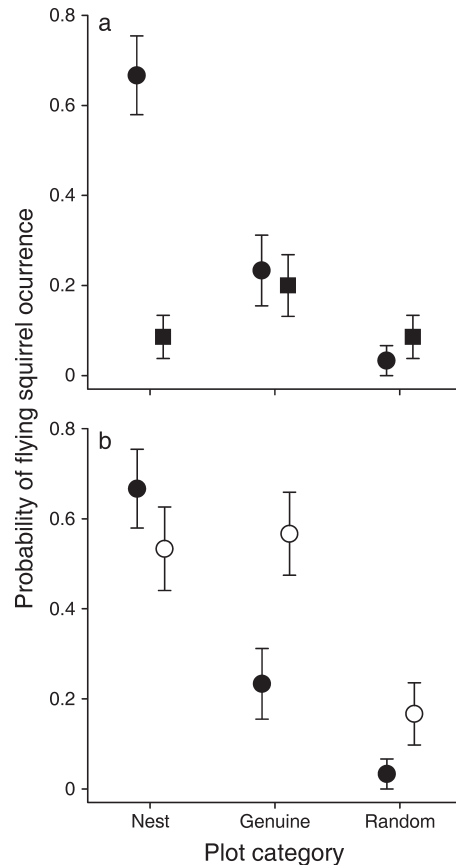 Probability of flying squirrel ocurrence
a
0.8
0.6
0.4
0.2
0
b
0.8
0.6
0.4
0.2
0
Nest Genuine Random
Plot category